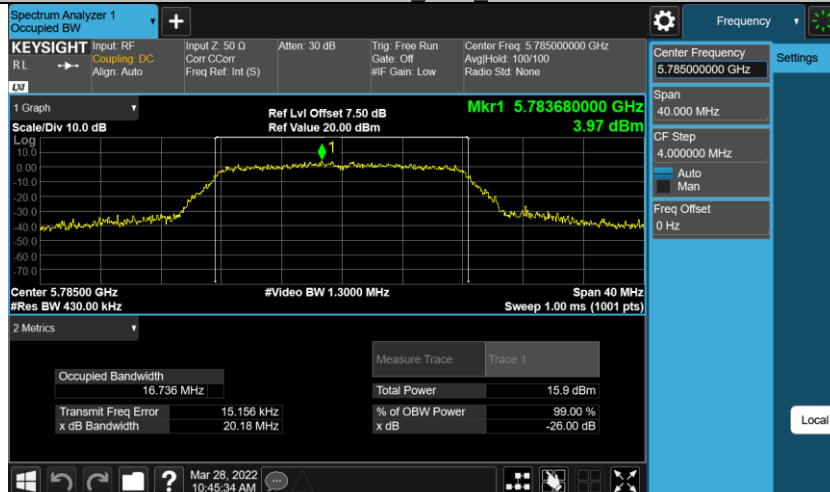 Spectrum Analyzer 1
Occupied BW
Frequency
KEYSIGHT
RL
LXI
Input: RF
Coupling: DC
Align: Auto
Input Z: 50 Ω
Corr CCorr
Freq Ref: Int (S)
Atten: 30 dB
Trig: Free Run
Gate: Off
#IF Gain: Low
Center Freq: 5.785000000 GHz
Avg|Hold: 100/100
Radio Std: None
1 Graph
Scale/Div 10.0 dB
Ref Lvl Offset 7.50 dB
Ref Value 20.00 dBm
Mkr1 5.783680000 GHz
3.97 dBm
Log
10.0
0.00
-10.0
-20.0
-30.0
-40.0
-50.0
-60.0
-70.0
1
Center 5.78500 GHz
#Res BW 430.00 kHz
#Video BW 1.3000 MHz
Span 40 MHz
Sweep 1.00 ms (1001 pts)
2 Metrics
Measure Trace Trace 1
Occupied Bandwidth
16.736 MHz
Total Power 15.9 dBm
Transmit Freq Error 15.156 kHz
% of OBW Power 99.00 %
x dB Bandwidth 20.18 MHz
x dB -26.00 dB
Center Frequency
5.785000000 GHz
Settings
Span
40.000 MHz
CF Step
4.000000 MHz
Auto
Man
Freq Offset
0 Hz
Local
?
Mar 28, 2022
10:45:34 AM